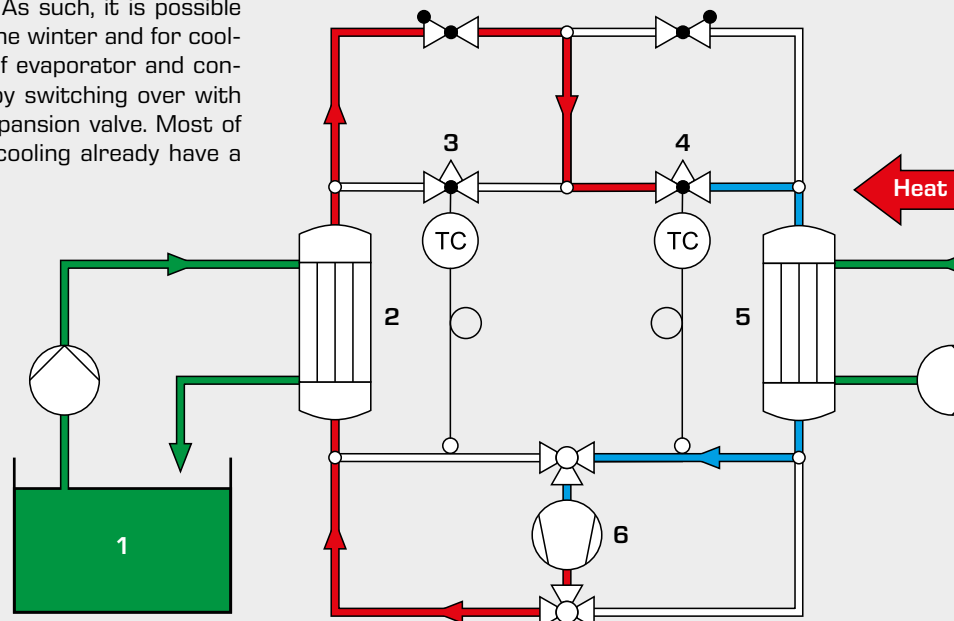 As such, it is possible
he winter and for cool-
f evaporator and con-
by switching over with
pansion valve. Most of
cooling already have a
3
4
Heat
TC
TC
2
5
6
1